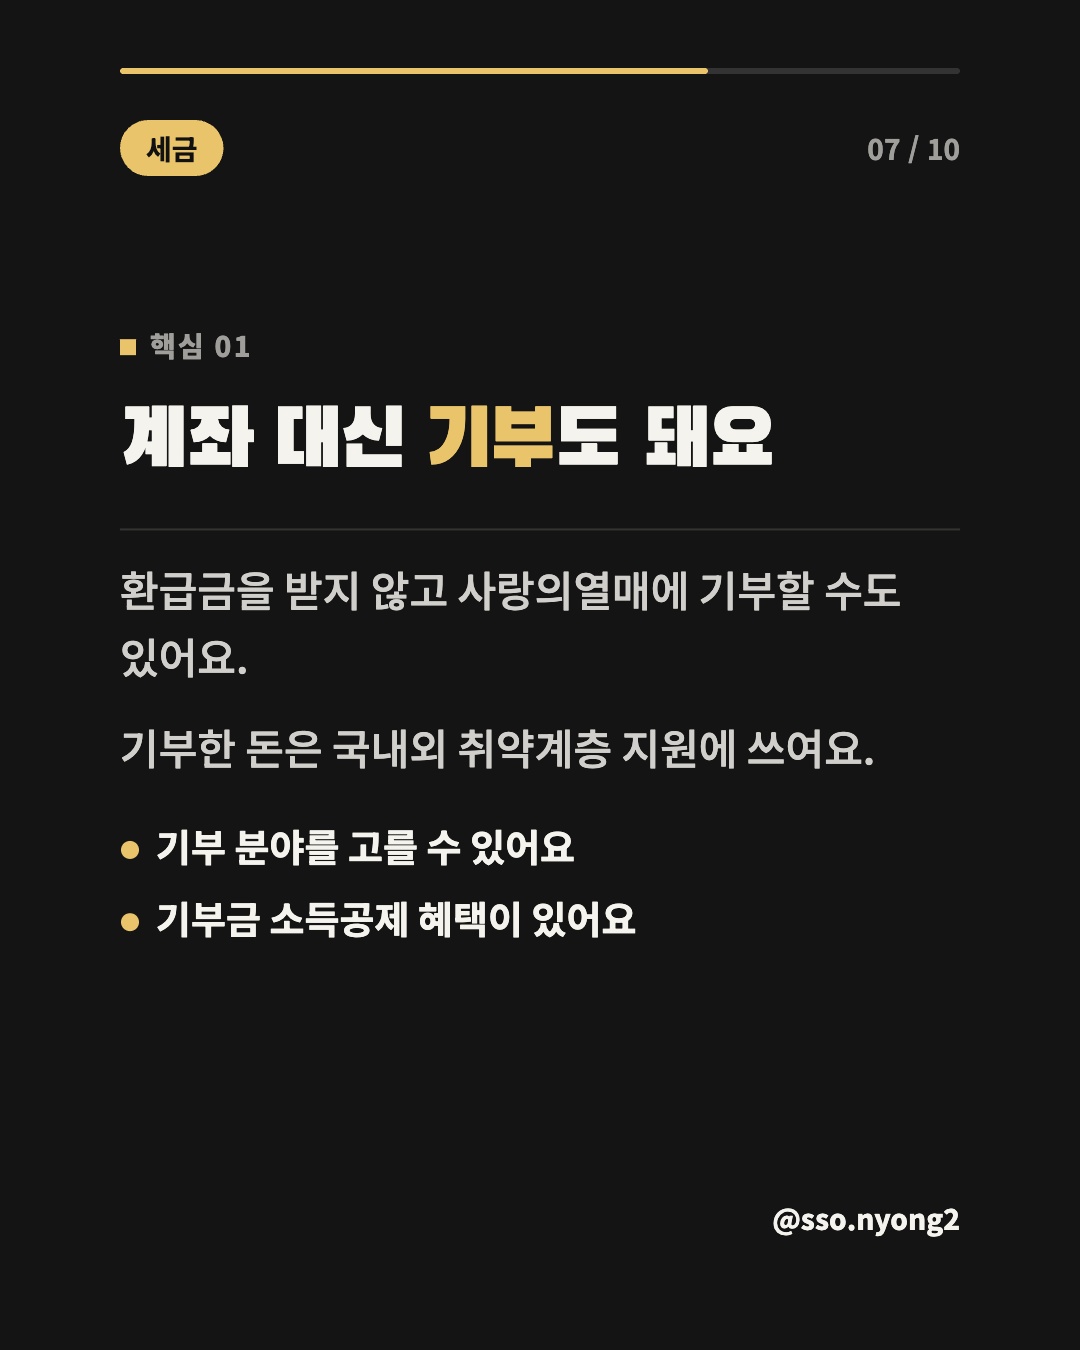 세금
07 / 10
핵심 01
계좌 대신 기부도 돼요
환급금을 받지 않고 사랑의열매에 기부할 수도
있어요.
기부한 돈은 국내외 취약계층 지원에 쓰여요.
기부 분야를 고를 수 있어요
기부금 소득공제 혜택이 있어요
@sso.nyong2